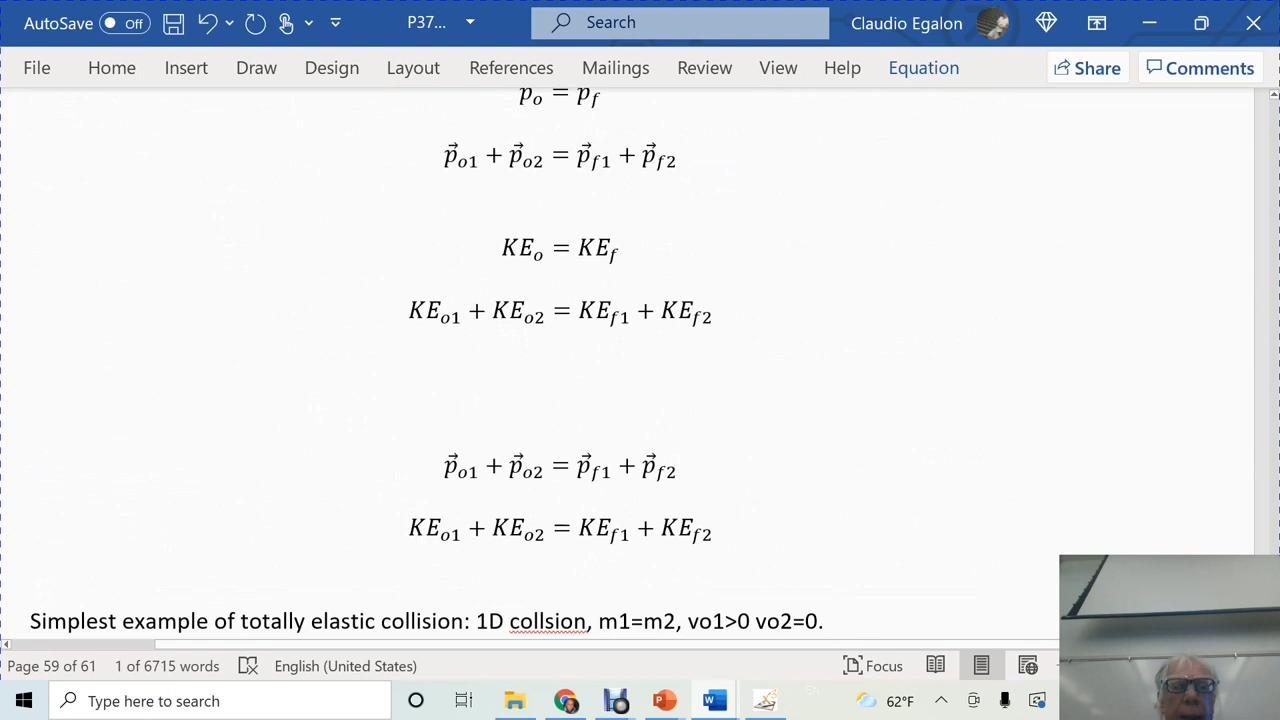 AutoSave Off P37... Search Claudio Egalon
File Home Insert Draw Design Layout References Mailings Review View Help Equation Share Comments
p_o = p_f
p⃗_o1 + p⃗_o2 = p⃗_f1 + p⃗_f2
KE_o = KE_f
KE_o1 + KE_o2 = KE_f1 + KE_f2
p⃗_o1 + p⃗_o2 = p⃗_f1 + p⃗_f2
KE_o1 + KE_o2 = KE_f1 + KE_f2
Simplest example of totally elastic collision: 1D collsion, m1=m2, vo1>0 vo2=0.
Page 59 of 61 1 of 6715 words English (United States) Focus
Type here to search 62°F